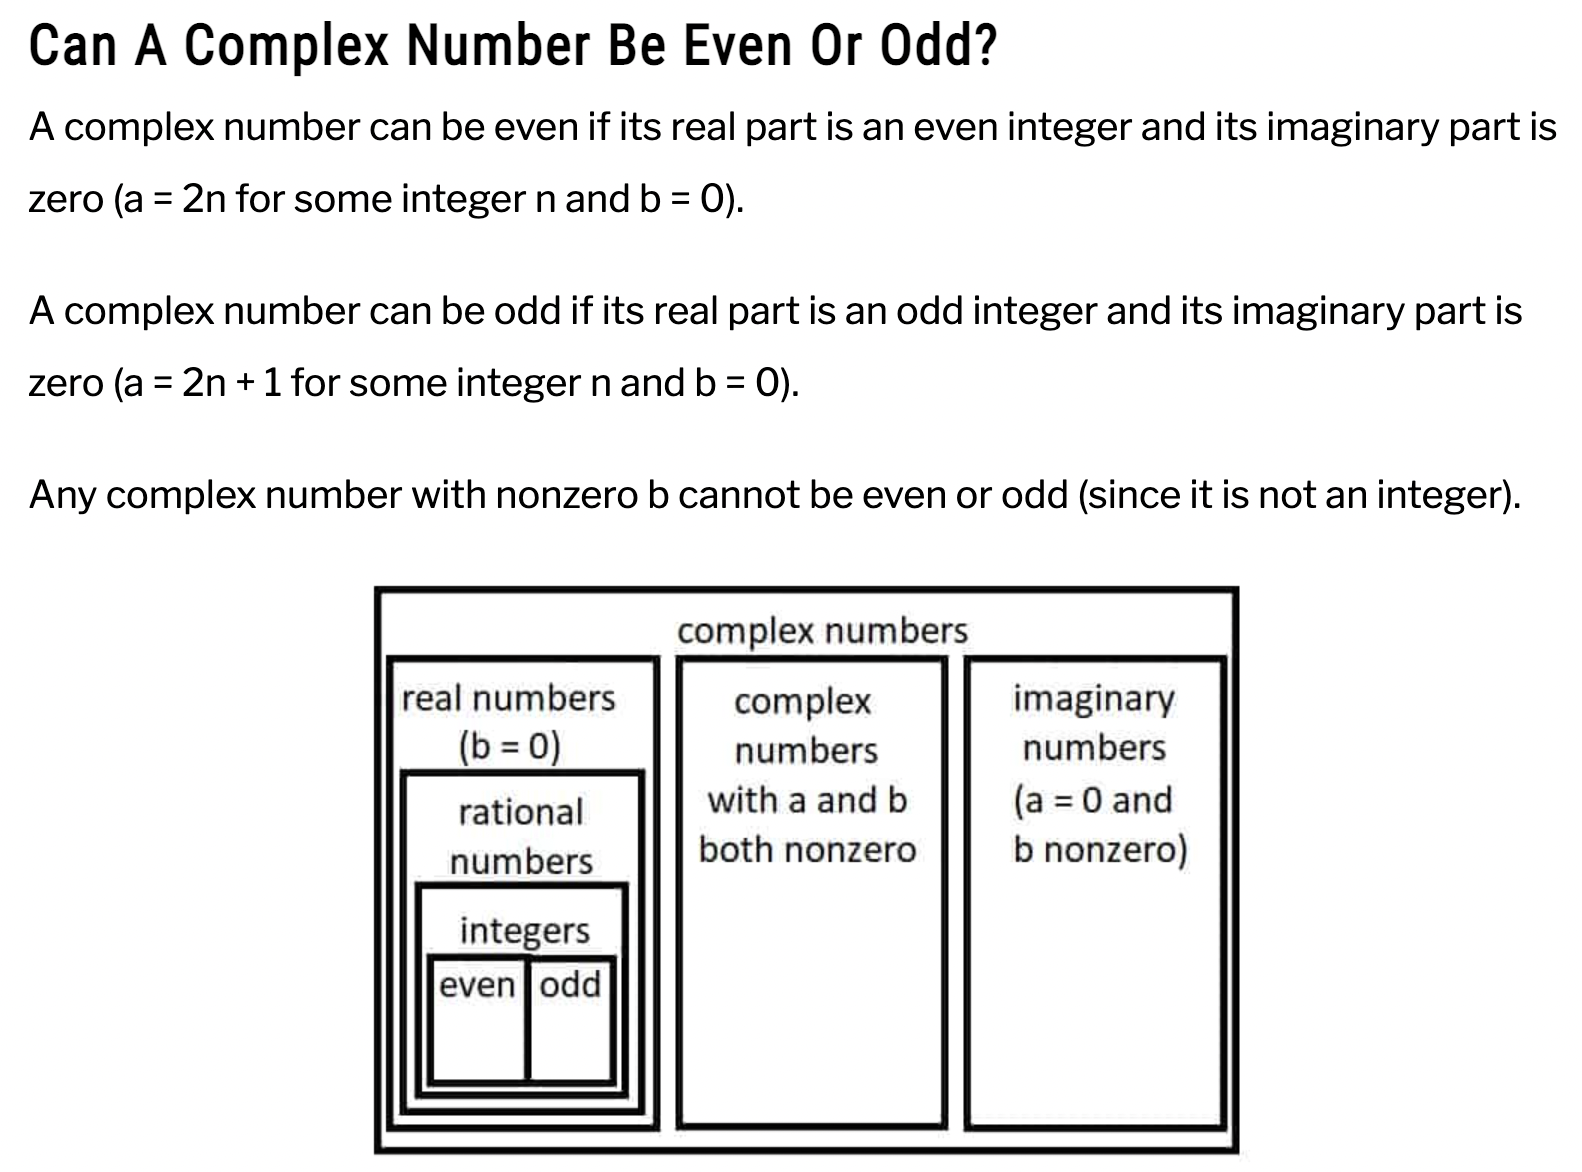 Can A Complex Number Be Even Or Odd?
A complex number can be even if its real part is an even integer and its imaginary part is
zero (a = 2n for some integer n and b = 0).
A complex number can be odd if its real part is an odd integer and its imaginary part is
zero (a = 2n + 1 for some integer n and b = 0).
Any complex number with nonzero b cannot be even or odd (since it is not an integer).
complex numbers
real numbers
(b = 0)
rational
numbers
integers
even
odd
complex
numbers
with a and b
both nonzero
imaginary
numbers
(a = 0 and
b nonzero)